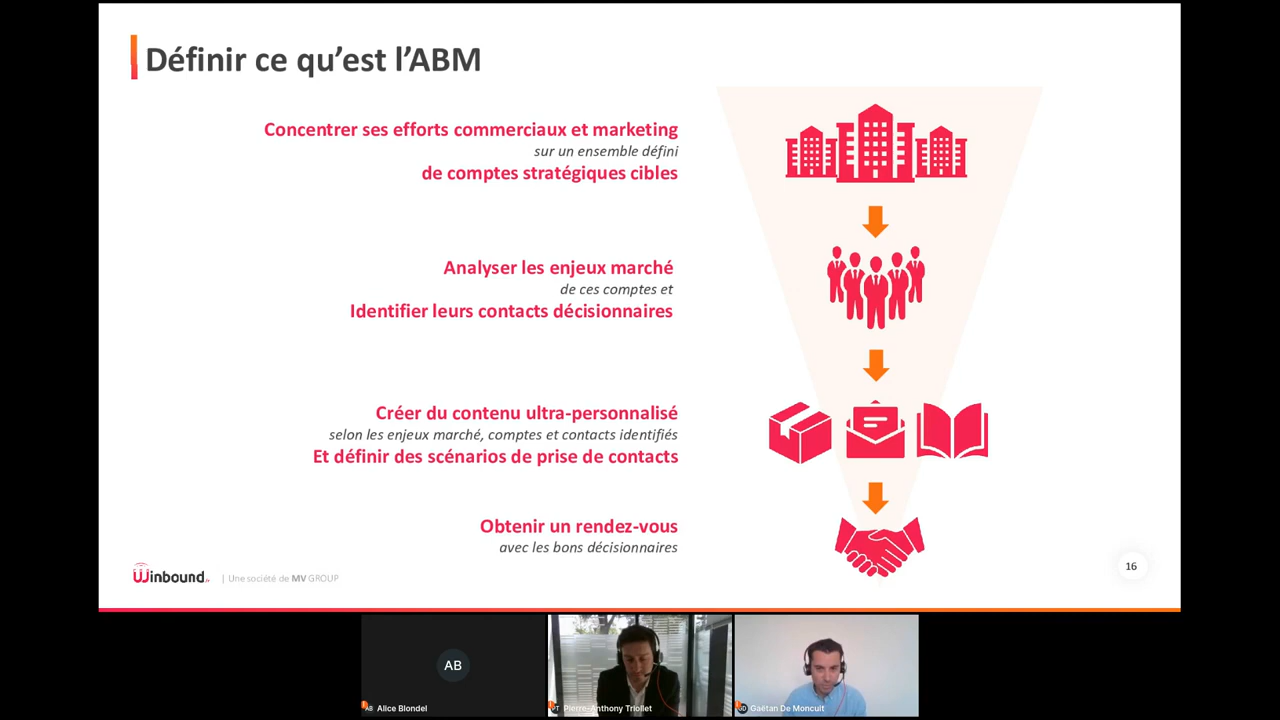 Définir ce qu’est l’ABM
Concentrer ses efforts commerciaux et marketing
sur un ensemble défini
de comptes stratégiques cibles
Analyser les enjeux marché
de ces comptes et
Identifier leurs contacts décisionnaires
Créer du contenu ultra-personnalisé
selon les enjeux marché, comptes et contacts identifiés
Et définir des scénarios de prise de contacts
Obtenir un rendez-vous
avec les bons décisionnaires
Winbound
| Une société de MV GROUP
16
AB
AB Alice Blondel
Pierre-Anthony Triollet
Gaëtan De Moncuit